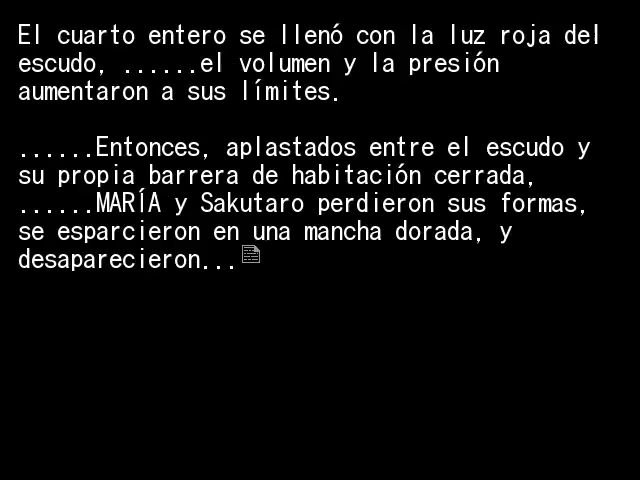 El cuarto entero se llenó con la luz roja del
escudo, ......el volumen y la presión
aumentaron a sus límites.
......Entonces, aplastados entre el escudo y
su propia barrera de habitación cerrada,
......MARÍA y Sakutaro perdieron sus formas,
se esparcieron en una mancha dorada, y
desaparecieron...